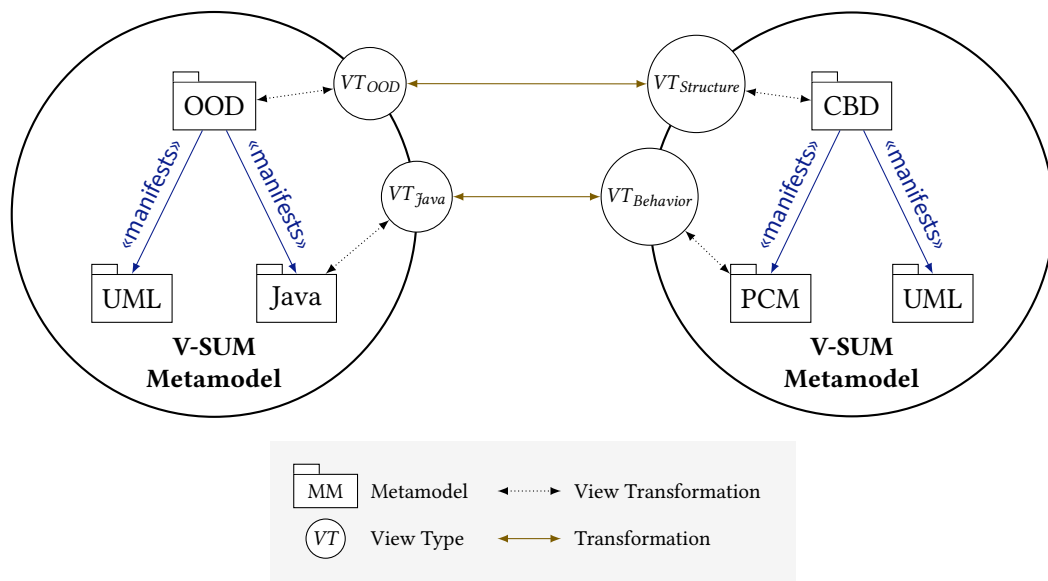 OOD
VT_OOD
VT_Structure
CBD
«manifests»
«manifests»
«manifests»
«manifests»
VT_Java
VT_Behavior
UML
Java
PCM
UML
V-SUM
Metamodel
V-SUM
Metamodel
MM Metamodel View Transformation
VT View Type Transformation